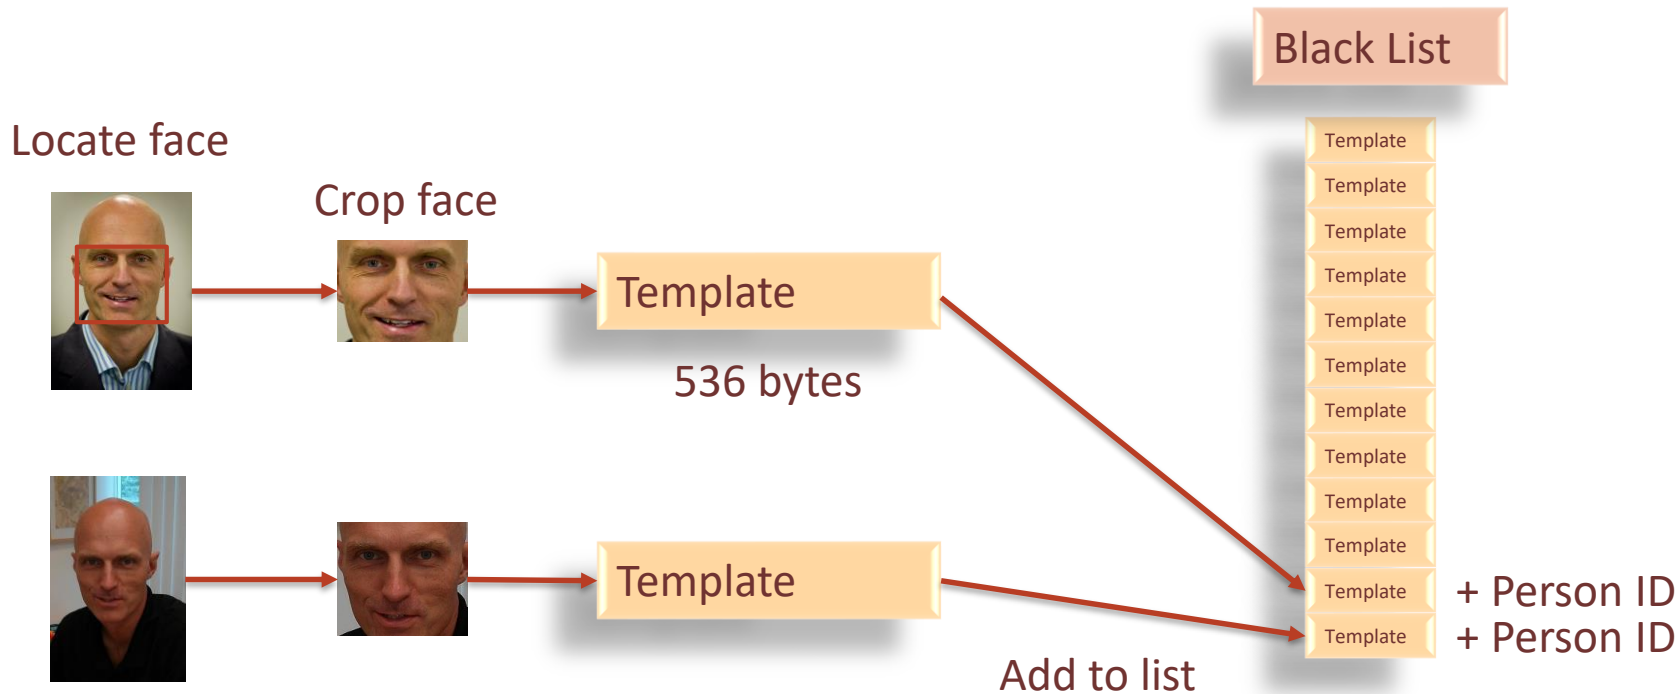 Black List
Locate face
Crop face
Template
536 bytes
Template
Add to list
Template
Template
Template
Template
Template
Template
Template
Template
Template
Template
Template + Person ID
Template + Person ID